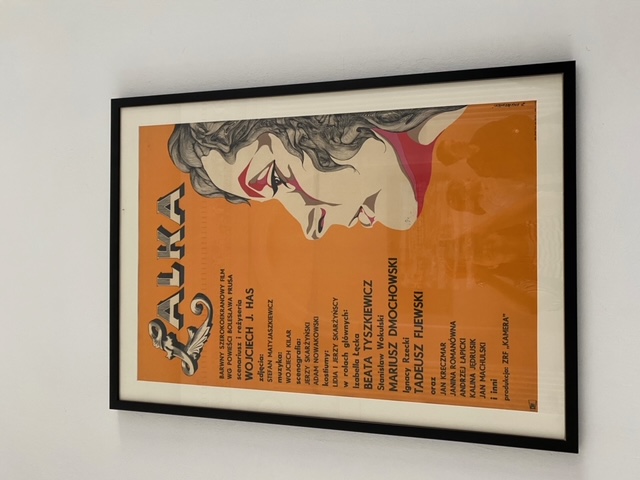 LALKA
BARWNY SZEROKOEKRANOWY FILM
WG POWIEŚCI BOLESŁAWA PRUSA
scenariusz i reżyseria
WOJCIECH J. HAS
zdjęcia:
STEFAN MATYJASZKIEWICZ
muzyka:
WOJCIECH KILAR
scenografia:
JERZY SKARŻYŃSKI
ADAM NOWAKOWSKI
kostiumy:
LIDIA I JERZY SKARŻYŃSCY
w rolach głównych:
Izabella Łęcka
BEATA TYSZKIEWICZ
Stanisław Wokulski
MARIUSZ DMOCHOWSKI
Ignacy Rzecki
TADEUSZ FIJEWSKI
oraz
JAN KRECZMAR
JANINA ROMANÓWNA
ANDRZEJ ŁAPICKI
KALINA JĘDRUSIK
JAN MACHULSKI
i inni
produkcja: ZRF „KAMERA”